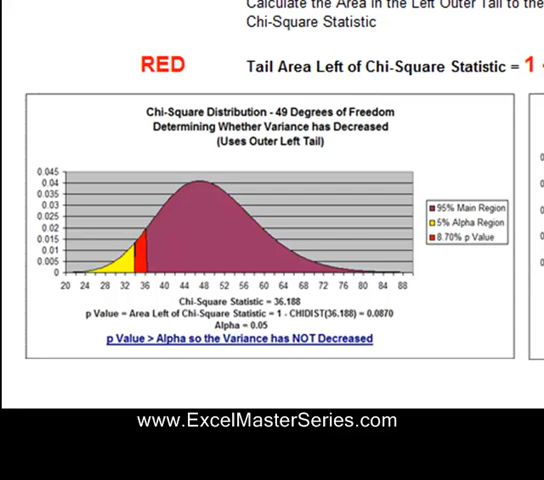 Calculate the Area in the Left Outer Tail to the
Chi-Square Statistic
RED
Tail Area Left of Chi-Square Statistic = 1
Chi-Square Distribution - 49 Degrees of Freedom
Determining Whether Variance has Decreased
(Uses Outer Left Tail)
0.045
0.04
0.035
0.03
0.025
0.02
0.015
0.01
0.005
0
20 24 28 32 36 40 44 48 52 56 60 64 68 72 76 80 84 88
95% Main Region
5% Alpha Region
8.70% p Value
Chi-Square Statistic = 36.188
p Value = Area Left of Chi-Square Statistic = 1 - CHIDIST(36.188) = 0.0870
Alpha = 0.05
p Value > Alpha so the Variance has NOT Decreased
www.ExcelMasterSeries.com